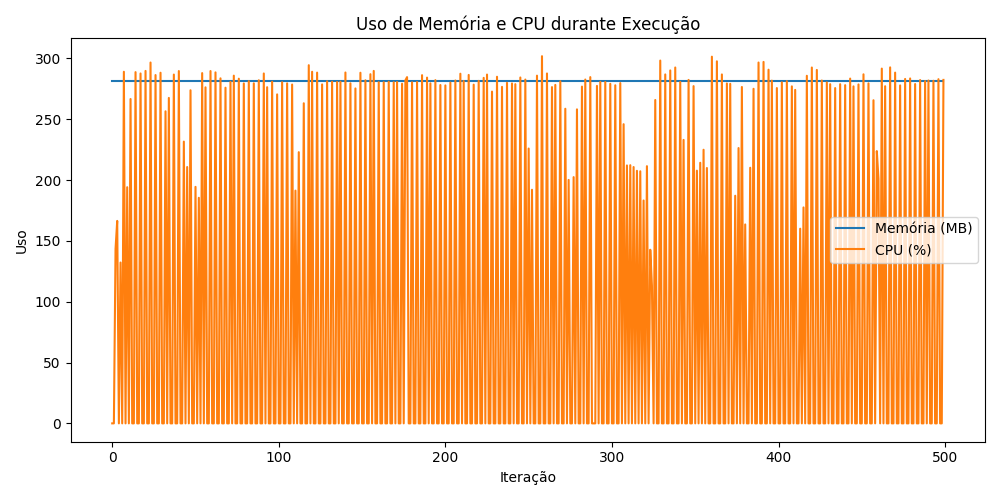 Uso de Memória e CPU durante Execução
300
250
200
150
100
50
0
Uso
Memória (MB)
CPU (%)
0 100 200 300 400 500
Iteração